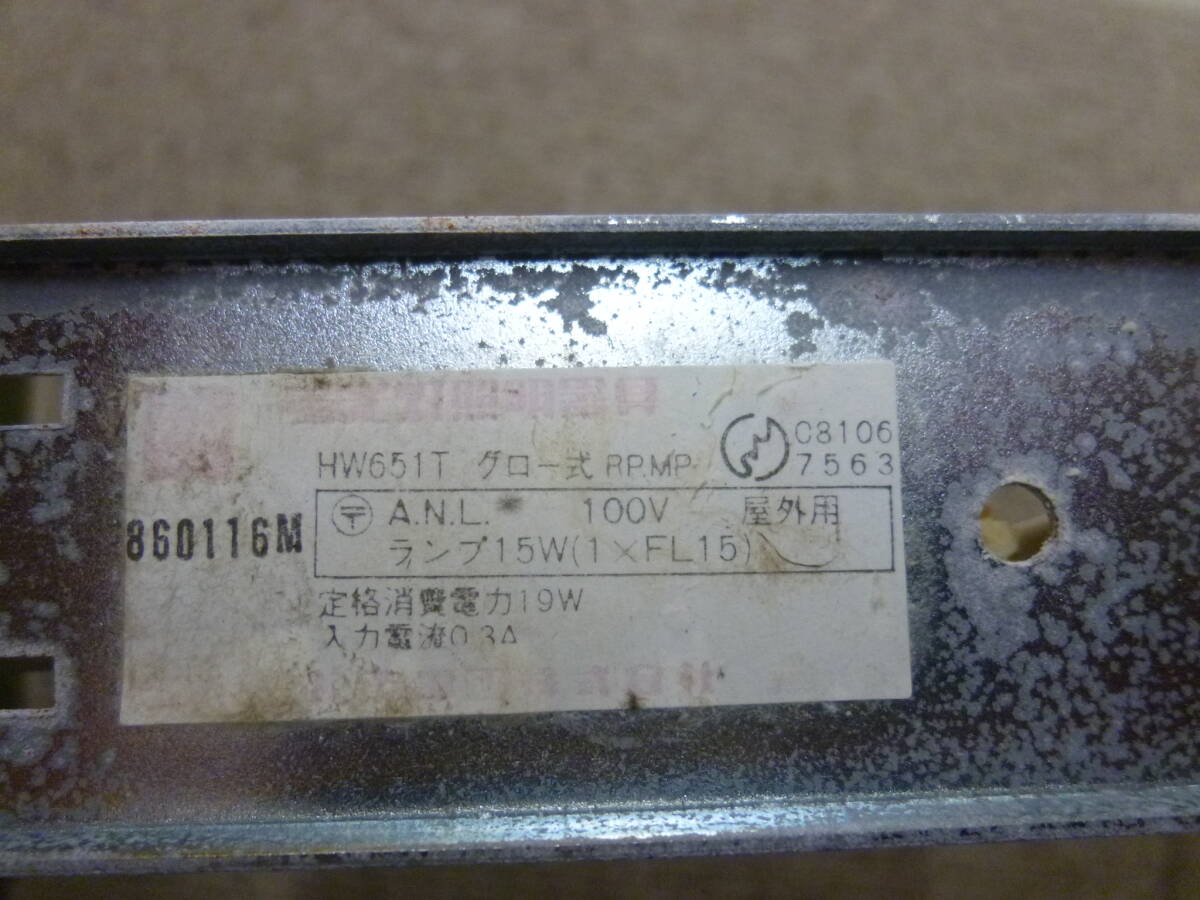 HW651T グロー式 RP.MP
C8106
7563
860116M
〒 A.N.L. 100V 屋外用
ランプ15W(1×FL15)
定格消費電力19W
入力電流0.3A